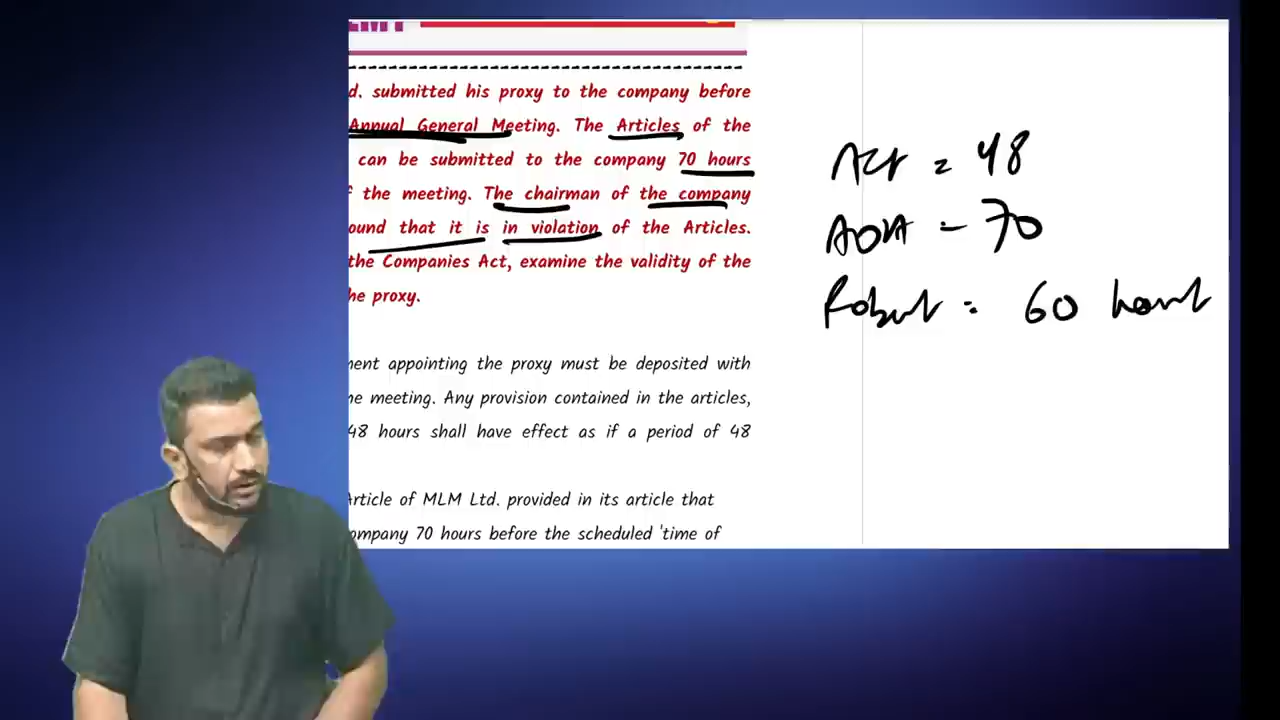 d. submitted his proxy to the company before
Annual General Meeting. The Articles of the
can be submitted to the company 70 hours
the meeting. The chairman of the company
ound that it is in violation of the Articles.
the Companies Act, examine the validity of the
he proxy.
ment appointing the proxy must be deposited with
he meeting. Any provision contained in the articles,
48 hours shall have effect as if a period of 48
Article of MLM Ltd. provided in its article that
ompany 70 hours before the scheduled 'time of
Act = 48
AOA - 70
Robert = 60 hours